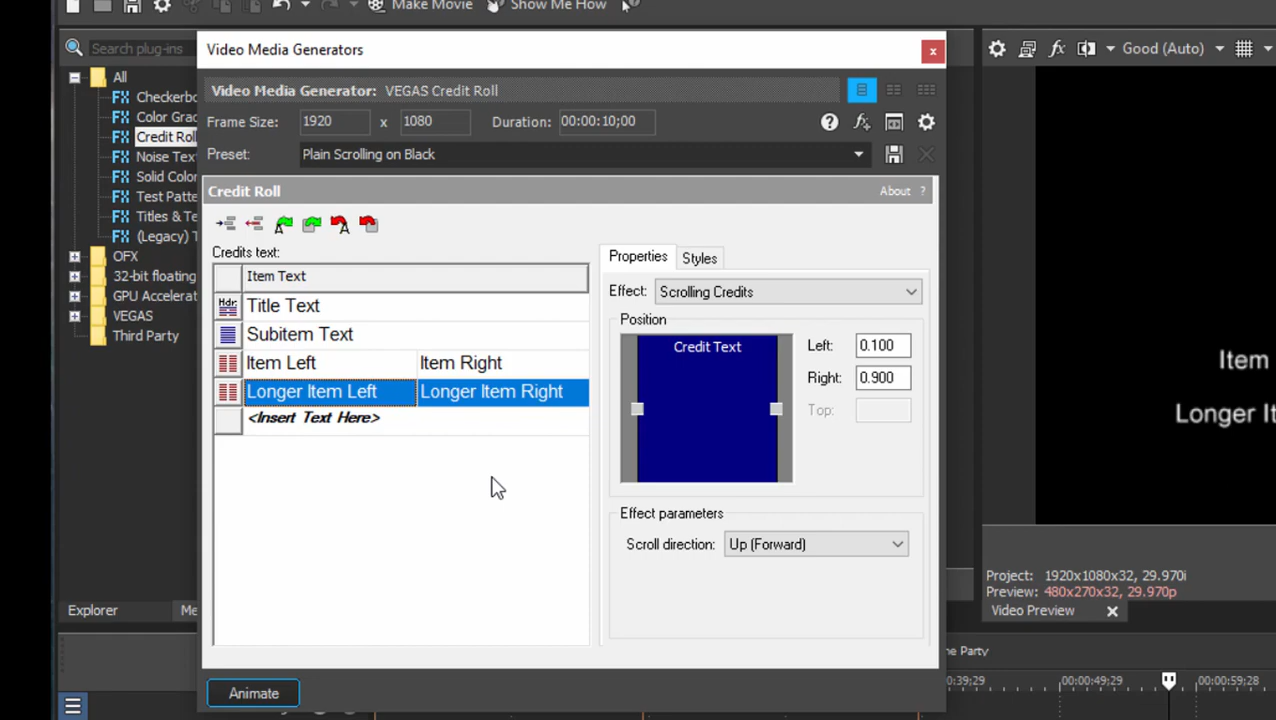 Make Movie
Show Me How
Search plug-ins
Video Media Generators
Good (Auto)
All
Checkerbo
Color Grac
Credit Roll
Noise Text
Solid Color
Test Patte
Titles & Te
(Legacy) T
OFX
32-bit floating
GPU Accelerat
VEGAS
Third Party
Video Media Generator: VEGAS Credit Roll
Frame Size: 1920 x 1080 Duration: 00:00:10;00
Preset: Plain Scrolling on Black
Credit Roll
About ?
Credits text:
Item Text
Hdr:
Title Text
Subitem Text
Item Left Item Right
Longer Item Left Longer Item Right
<Insert Text Here>
Properties Styles
Effect: Scrolling Credits
Position
Credit Text
Left: 0.100
Right: 0.900
Top:
Effect parameters
Scroll direction: Up (Forward)
Item
Longer It
Project: 1920x1080x32, 29.970i
Preview: 480x270x32, 29.970p
Video Preview
Explorer
Me
Animate
ne Party
0:39;29 00:00:49;29 00:00:59;28